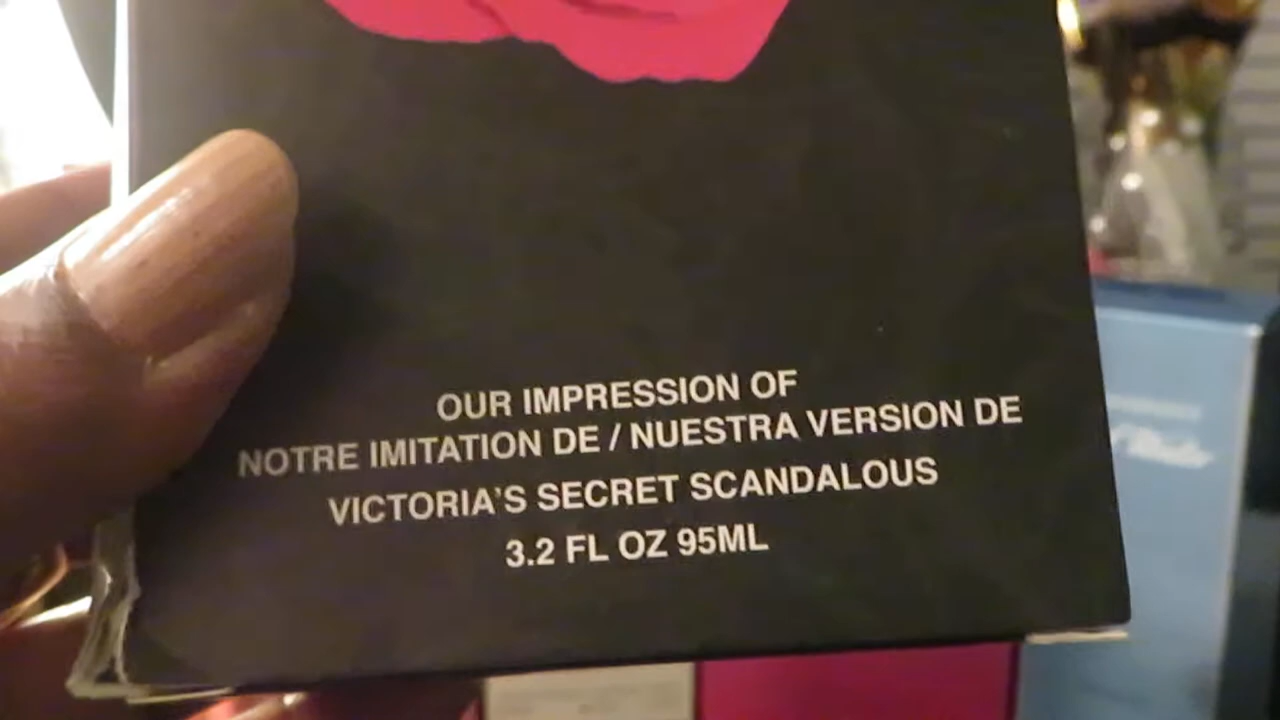 OUR IMPRESSION OF
NOTRE IMITATION DE / NUESTRA VERSION DE
VICTORIA'S SECRET SCANDALOUS
3.2 FL OZ 95ML